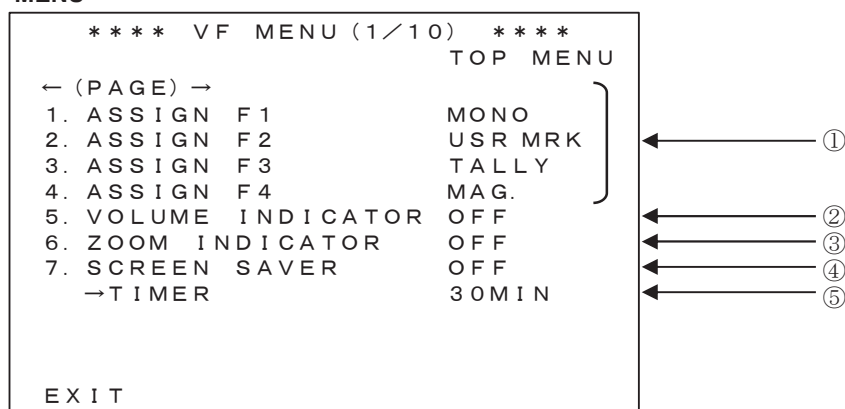 MENU
**** VF MENU(1/10) ****
TOP MENU
←(PAGE)→
1. ASSIGN F1 MONO
2. ASSIGN F2 USR MRK ①
3. ASSIGN F3 TALLY
4. ASSIGN F4 MAG.
5. VOLUME INDICATOR OFF ②
6. ZOOM INDICATOR OFF ③
7. SCREEN SAVER OFF ④
→TIMER 30MIN ⑤
EXIT